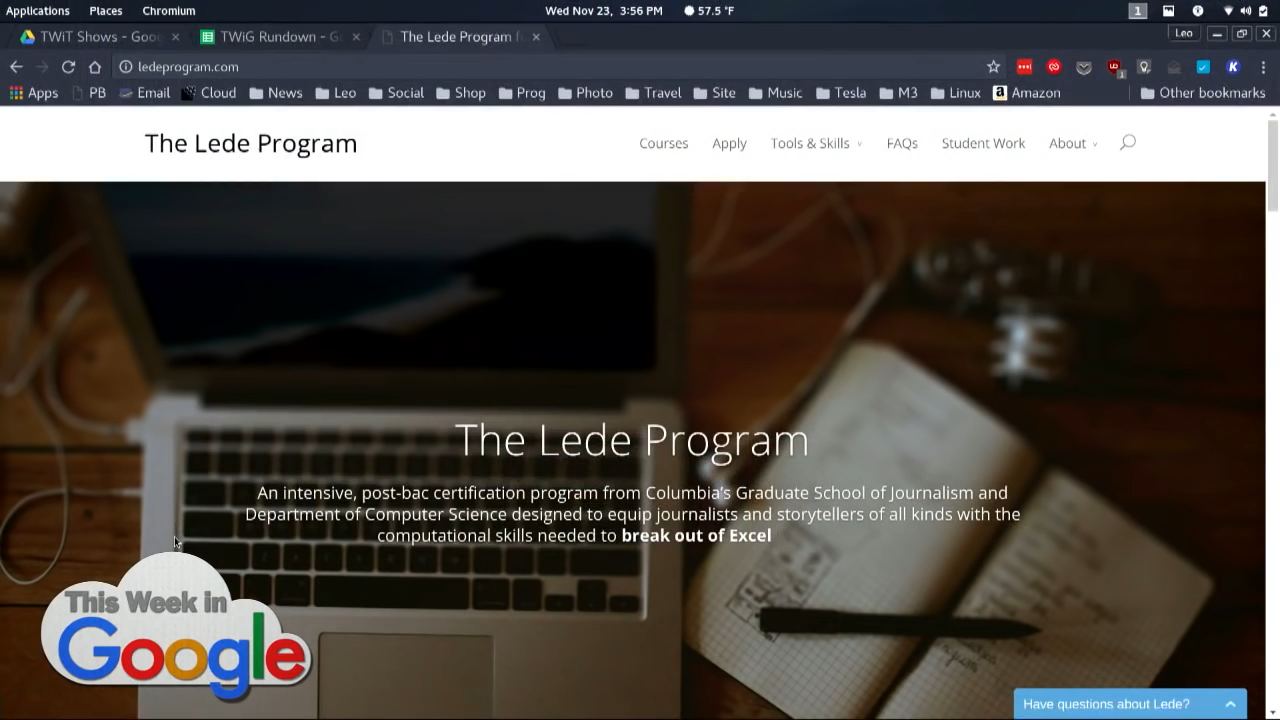 Applications Places Chromium Wed Nov 23, 3:56 PM 57.5 °F 1
TWiT Shows - Goo TWiG Rundown - G The Lede Program f Leo
ledeprogram.com
Apps PB Email Cloud News Leo Social Shop Prog Photo Travel Site Music Tesla M3 Linux Amazon Other bookmarks
The Lede Program Courses Apply Tools & Skills FAQs Student Work About
The Lede Program
An intensive, post-bac certification program from Columbia's Graduate School of Journalism and
Department of Computer Science designed to equip journalists and storytellers of all kinds with the
computational skills needed to break out of Excel
This Week in
Google
Have questions about Lede?